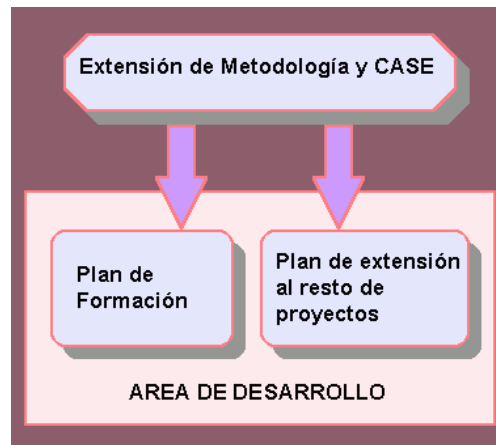 Extensión de Metodología y CASE
Plan de
Formación
Plan de extensión
al resto de
proyectos
AREA DE DESARROLLO